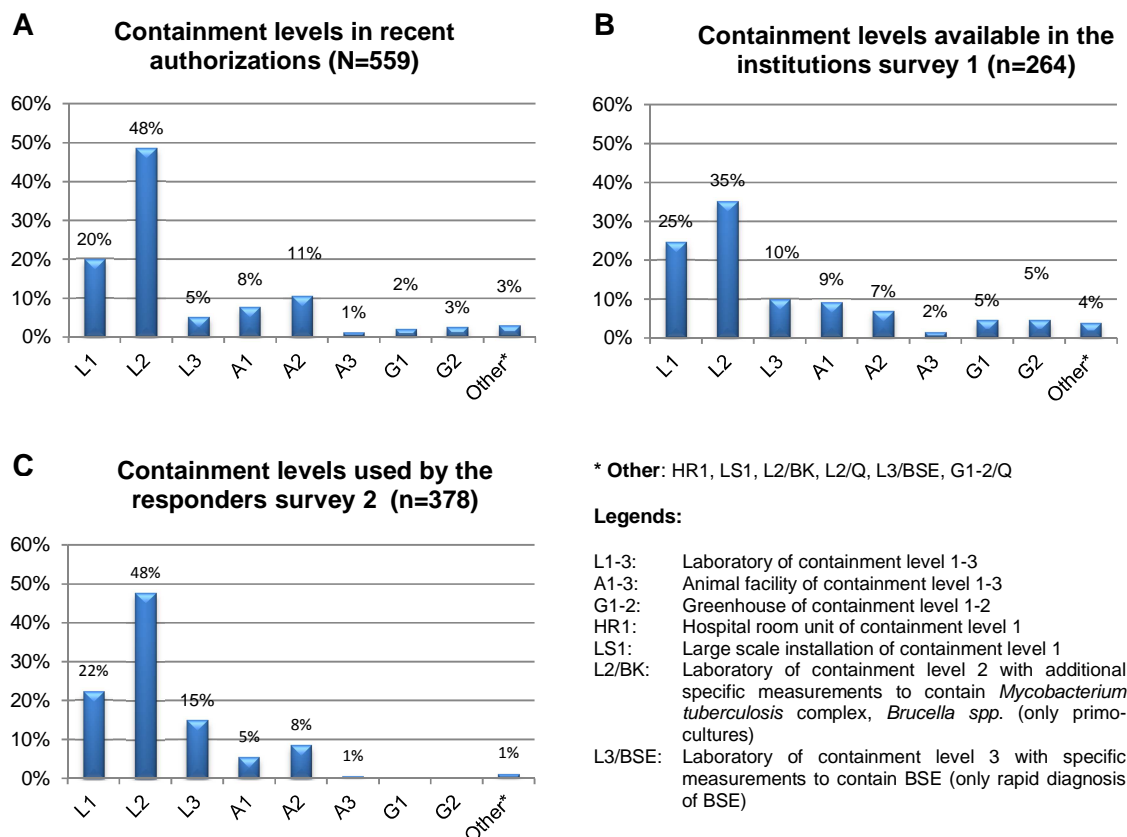 A
Containment levels in recent
authorizations (N=559)
60%
50%
40%
30%
20%
10%
0%
20%
48%
5%
8%
11%
1%
2%
3%
3%
L1
L2
L3
A1
A2
A3
G1
G2
Other*
B
Containment levels available in the
institutions survey 1 (n=264)
60%
50%
40%
30%
20%
10%
0%
25%
35%
10%
9%
7%
2%
5%
5%
4%
L1
L2
L3
A1
A2
A3
G1
G2
Other*
C
Containment levels used by the
responders survey 2 (n=378)
60%
50%
40%
30%
20%
10%
0%
22%
48%
15%
5%
8%
1%
1%
L1
L2
L3
A1
A2
A3
G1
G2
Other*
* Other: HR1, LS1, L2/BK, L2/Q, L3/BSE, G1-2/Q
Legends:
L1-3: Laboratory of containment level 1-3
A1-3: Animal facility of containment level 1-3
G1-2: Greenhouse of containment level 1-2
HR1: Hospital room unit of containment level 1
LS1: Large scale installation of containment level 1
L2/BK: Laboratory of containment level 2 with additional
specific measurements to contain Mycobacterium
tuberculosis complex, Brucella spp. (only primo-
cultures)
L3/BSE: Laboratory of containment level 3 with specific
measurements to contain BSE (only rapid diagnosis
of BSE)